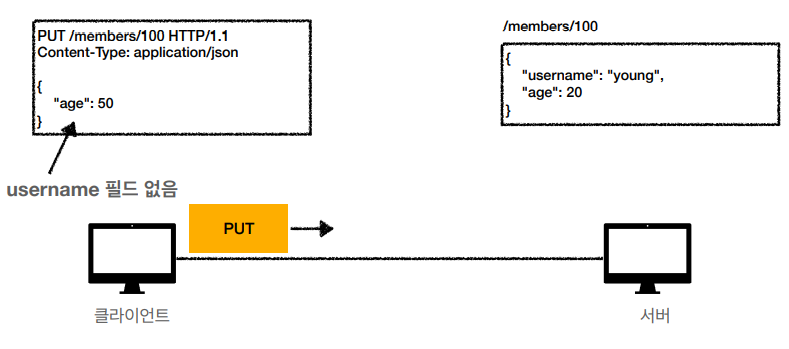 PUT /members/100 HTTP/1.1
Content-Type: application/json
{
"age": 50
}
username 필드 없음
/members/100
{
"username": "young",
"age": 20
}
PUT
클라이언트
서버